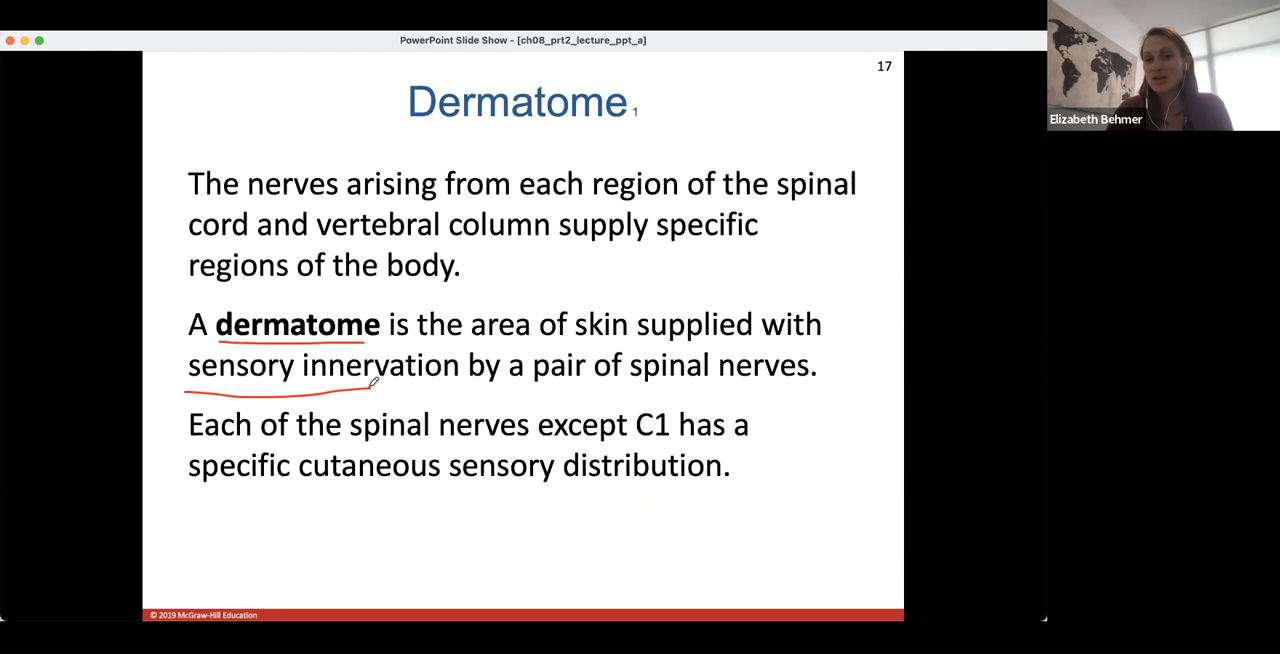 PowerPoint Slide Show - [ch08_prt2_lecture_ppt_a]
17
Dermatome 1
The nerves arising from each region of the spinal
cord and vertebral column supply specific
regions of the body.
A dermatome is the area of skin supplied with
sensory innervation by a pair of spinal nerves.
Each of the spinal nerves except C1 has a
specific cutaneous sensory distribution.
© 2019 McGraw-Hill Education
Elizabeth Behmer